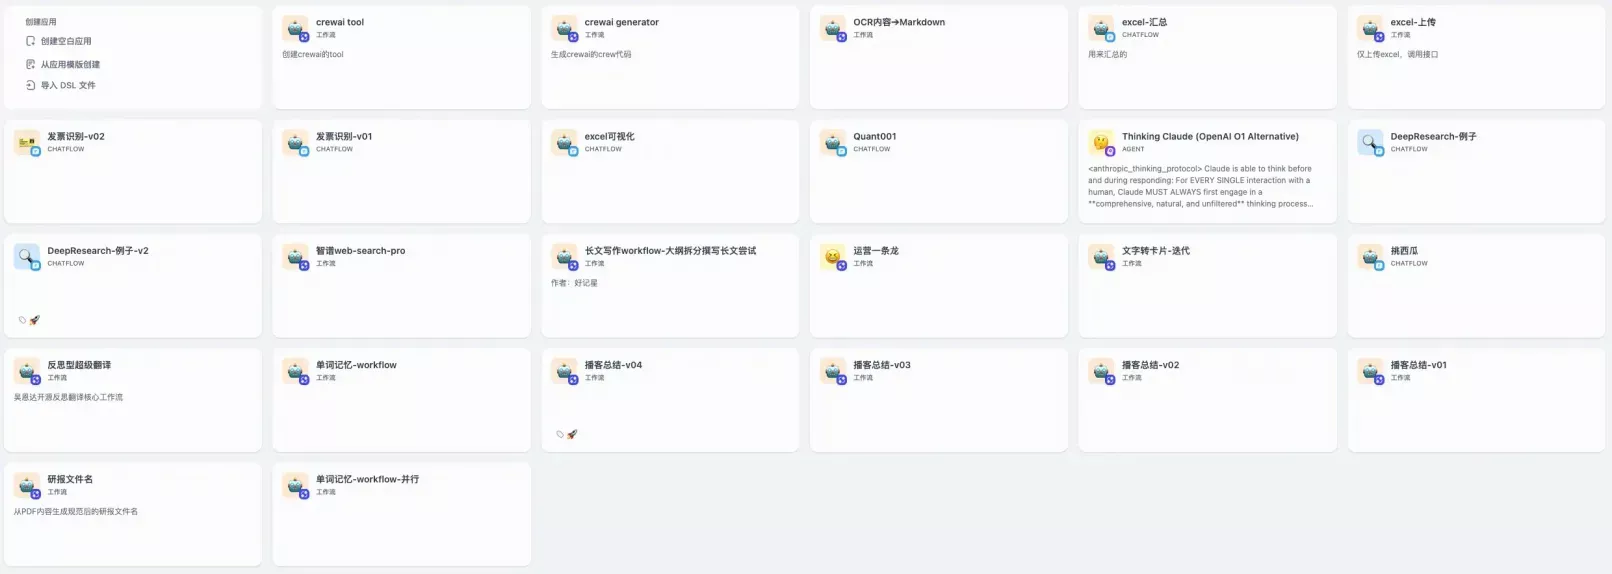 创建应用
创建空白应用
从应用模版创建
导入 DSL 文件
crewai tool
工作流
创建crewai的tool
crewai generator
工作流
生成crewai的crew代码
OCR内容→Markdown
工作流
excel-汇总
CHATFLOW
用来汇总的
excel-上传
工作流
仅上传excel，调用接口
发票识别-v02
CHATFLOW
发票识别-v01
CHATFLOW
excel可视化
CHATFLOW
Quant001
CHATFLOW
Thinking Claude (OpenAI O1 Alternative)
AGENT
<anthropic_thinking_protocol> Claude is able to think before
and during responding: For EVERY SINGLE interaction with a
human, Claude MUST ALWAYS first engage in a
**comprehensive, natural, and unfiltered** thinking process...
DeepResearch-例子
CHATFLOW
DeepResearch-例子-v2
CHATFLOW
智谱web-search-pro
工作流
长文写作workflow-大纲拆分撰写长文尝试
工作流
作者：好记星
运营一条龙
工作流
文字转卡片-迭代
工作流
挑西瓜
CHATFLOW
反思型超级翻译
工作流
吴恩达开源反思翻译核心工作流
单词记忆-workflow
工作流
播客总结-v04
工作流
播客总结-v03
工作流
播客总结-v02
工作流
播客总结-v01
工作流
研报文件名
工作流
从PDF内容生成规范后的研报文件名
单词记忆-workflow-并行
工作流